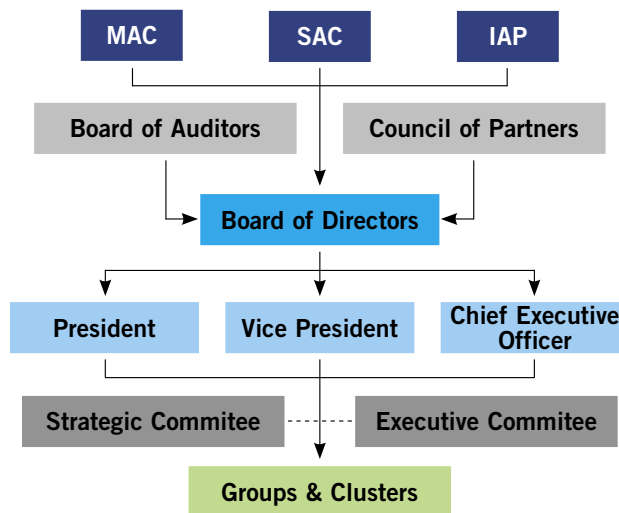 MAC
SAC
IAP
Board of Auditors
Council of Partners
Board of Directors
President
Vice President
Chief Executive
Officer
Strategic Commitee
Executive Commitee
Groups & Clusters